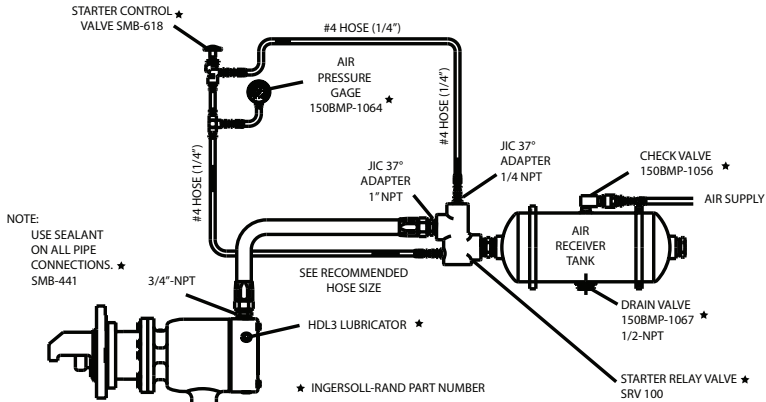 STARTER CONTROL ★
VALVE SMB-618
#4 HOSE (1/4")
AIR
PRESSURE
GAGE
150BMP-1064 ★
#4 HOSE (1/4")
#4 HOSE (1/4")
JIC 37°
ADAPTER
1" NPT
JIC 37°
ADAPTER
1/4 NPT
CHECK VALVE
150BMP-1056 ★
AIR SUPPLY
NOTE:
USE SEALANT
ON ALL PIPE
CONNECTIONS. ★
SMB-441
AIR
RECEIVER
TANK
3/4"-NPT
SEE RECOMMENDED
HOSE SIZE
DRAIN VALVE
150BMP-1067 ★
1/2-NPT
HDL3 LUBRICATOR ★
★ INGERSOLL-RAND PART NUMBER
STARTER RELAY VALVE ★
SRV 100